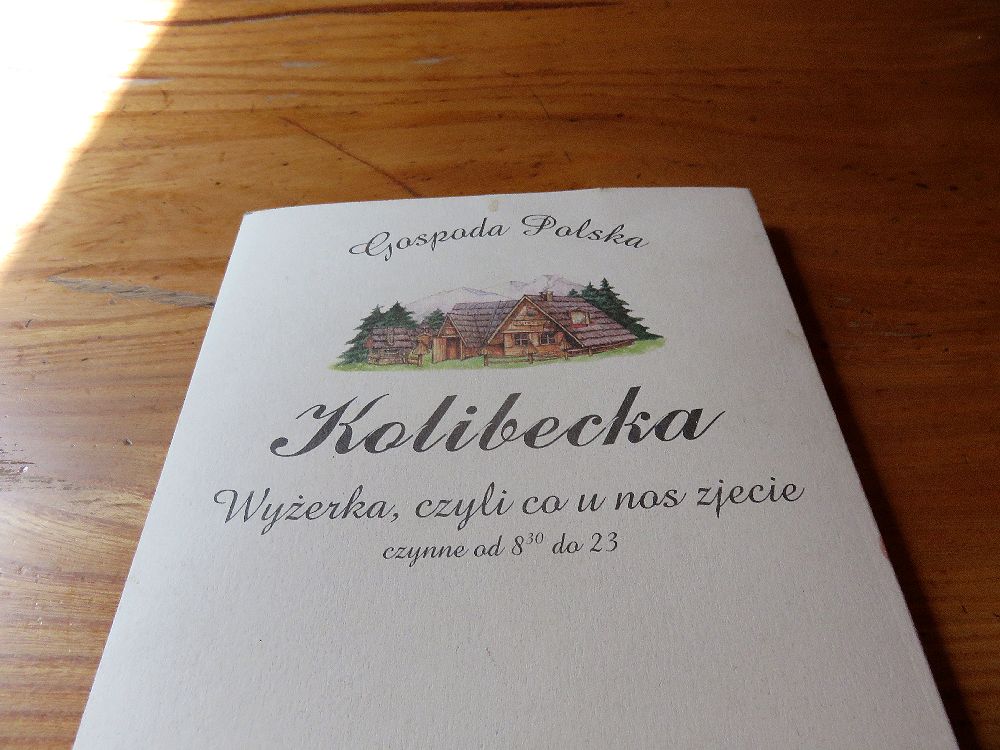 Gospoda Polska
Kolibecka
Wyżerka, czyli co u nos zjecie
czynne od 8³⁰ do 23